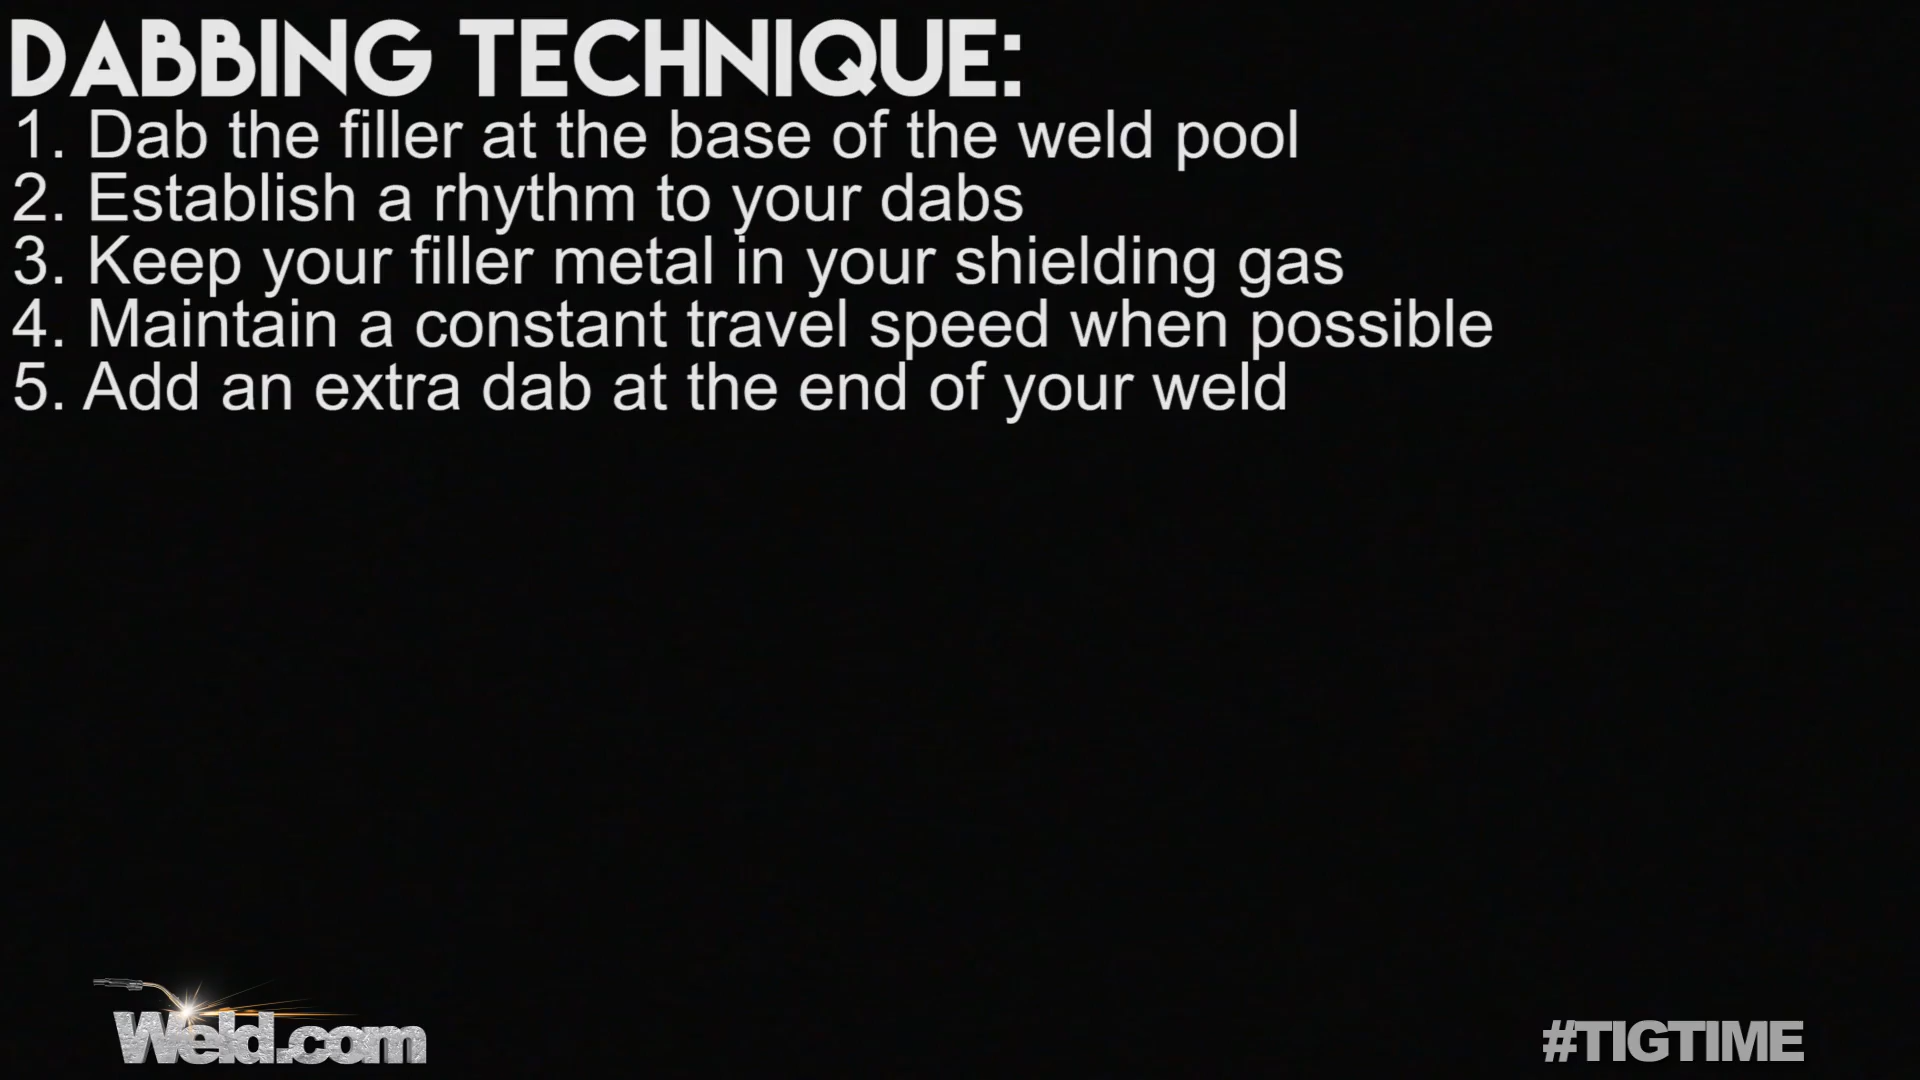 DABBING TECHNIQUE:
1. Dab the filler at the base of the weld pool
2. Establish a rhythm to your dabs
3. Keep your filler metal in your shielding gas
4. Maintain a constant travel speed when possible
5. Add an extra dab at the end of your weld
Weld.com
#TIGTIME